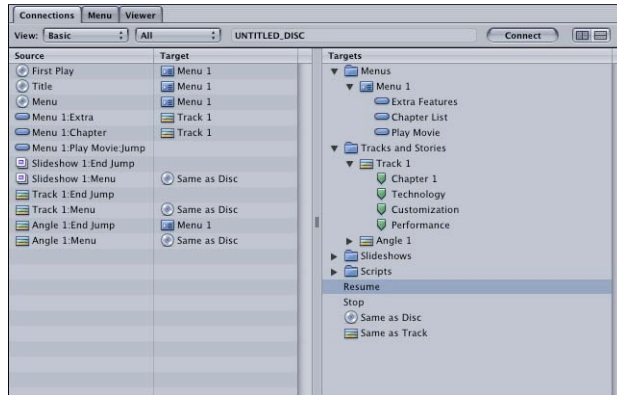 Connections Menu Viewer
View: Basic All UNTITLED_DISC Connect
Source Target Targets
First Play Menu 1
Title Menu 1
Menu Menu 1
Menu 1:Extra Track 1
Menu 1:Chapter Track 1
Menu 1:Play Movie:Jump
Slideshow 1:End Jump
Slideshow 1:Menu Same as Disc
Track 1:End Jump
Track 1:Menu Same as Disc
Angle 1:End Jump Menu 1
Angle 1:Menu Same as Disc
Menus
Menu 1
Extra Features
Chapter List
Play Movie
Tracks and Stories
Track 1
Chapter 1
Technology
Customization
Performance
Angle 1
Slideshows
Scripts
Resume
Stop
Same as Disc
Same as Track